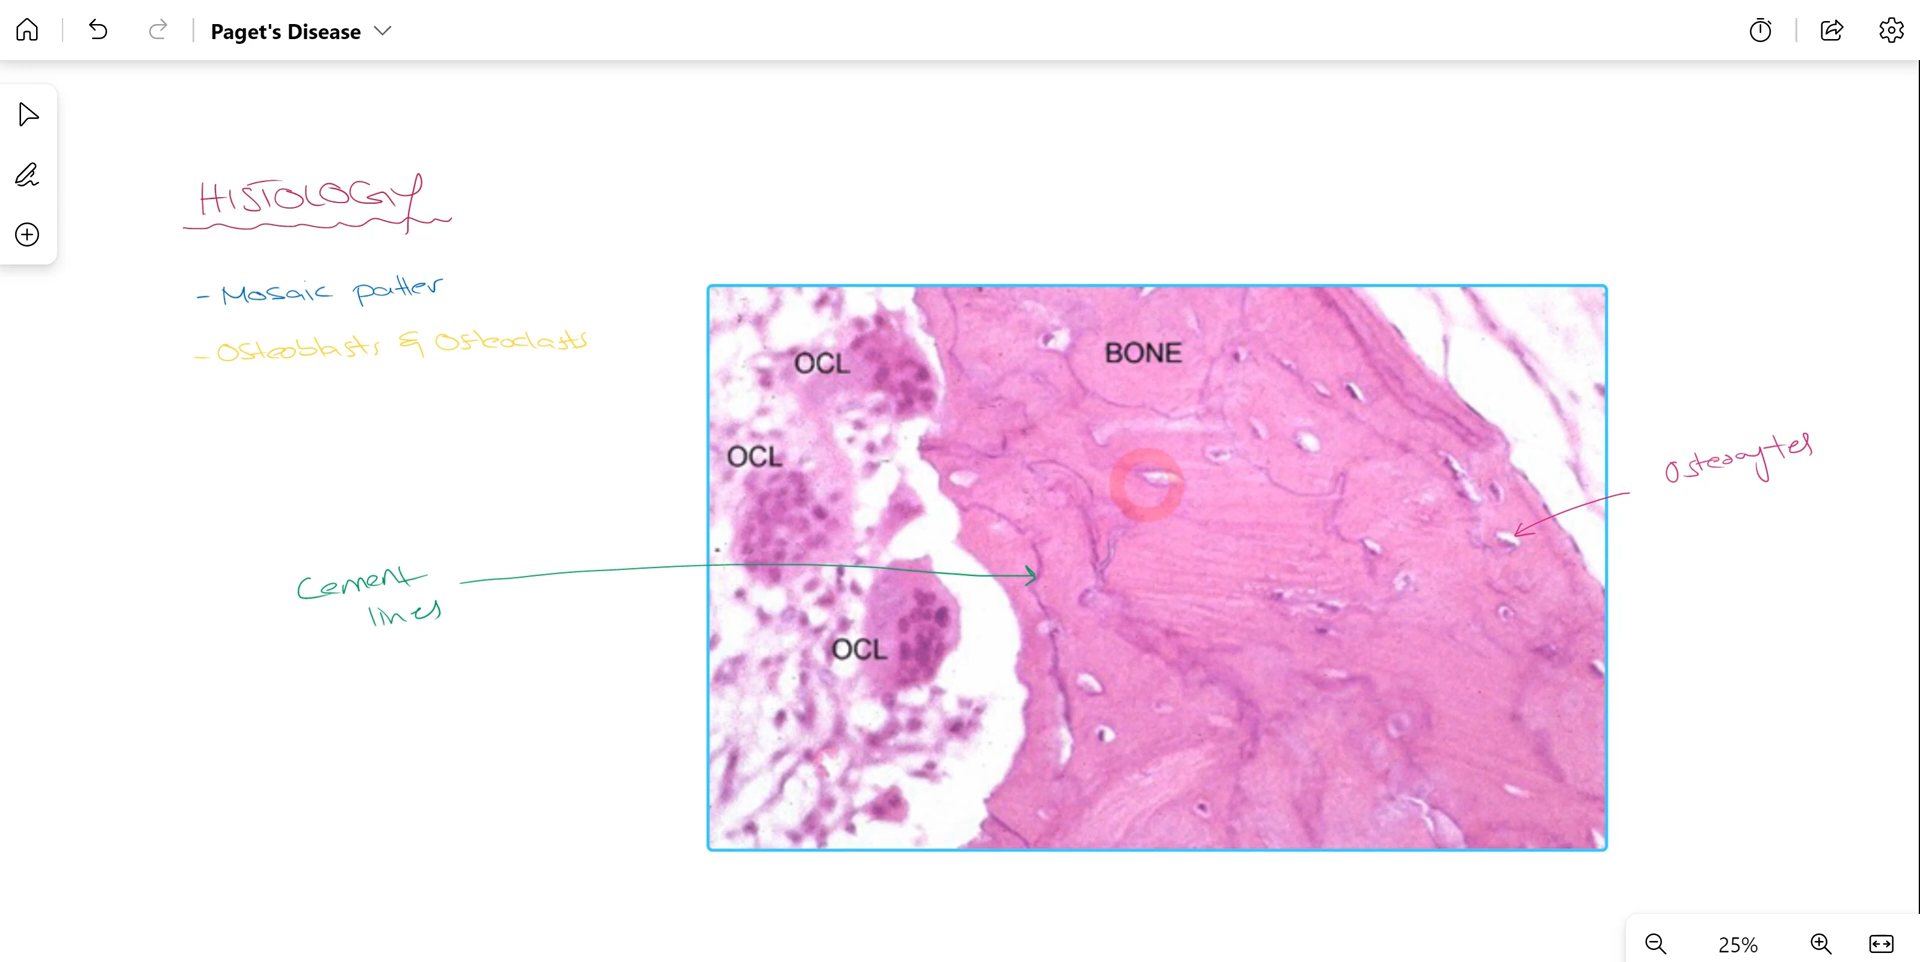 Paget's Disease
HISTOLOGY
- Mosaic patter
- Osteoblasts & Osteoclasts
OCL
BONE
OCL
Osteocytes
Cement
lines
OCL
25%